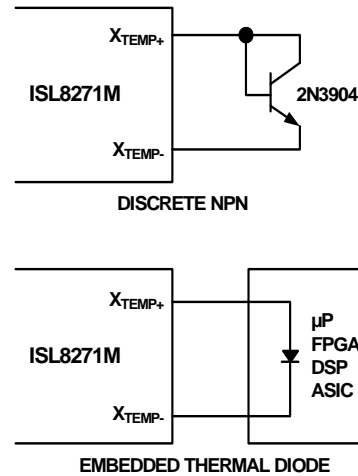 XTEMP+
ISL8271M
2N3904
XTEMP-
DISCRETE NPN
XTEMP+
µP
FPGA
ISL8271M
DSP
ASIC
XTEMP-
EMBEDDED THERMAL DIODE